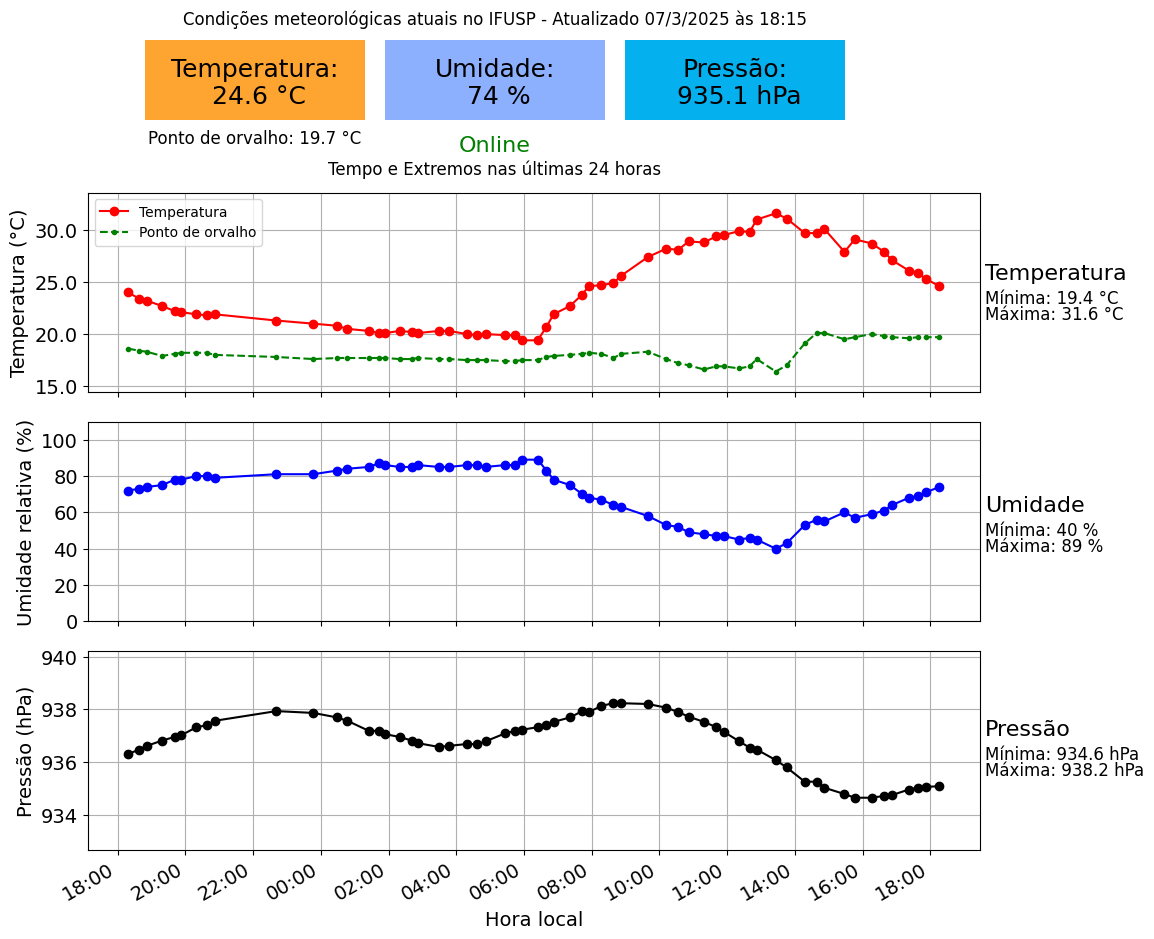 Condições meteorológicas atuais no IFUSP - Atualizado 07/3/2025 às 18:15
Temperatura:
24.6 °C
Umidade:
74 %
Pressão:
935.1 hPa
Ponto de orvalho: 19.7 °C
Online
Tempo e Extremos nas últimas 24 horas
Temperatura (°C)
30.0
25.0
20.0
15.0
Temperatura
Ponto de orvalho
Temperatura
Mínima: 19.4 °C
Máxima: 31.6 °C
Umidade relativa (%)
100
80
60
40
20
0
Umidade
Mínima: 40 %
Máxima: 89 %
Pressão (hPa)
940
938
936
934
Pressão
Mínima: 934.6 hPa
Máxima: 938.2 hPa
18:00
20:00
22:00
00:00
02:00
04:00
06:00
08:00
10:00
12:00
14:00
16:00
18:00
Hora local